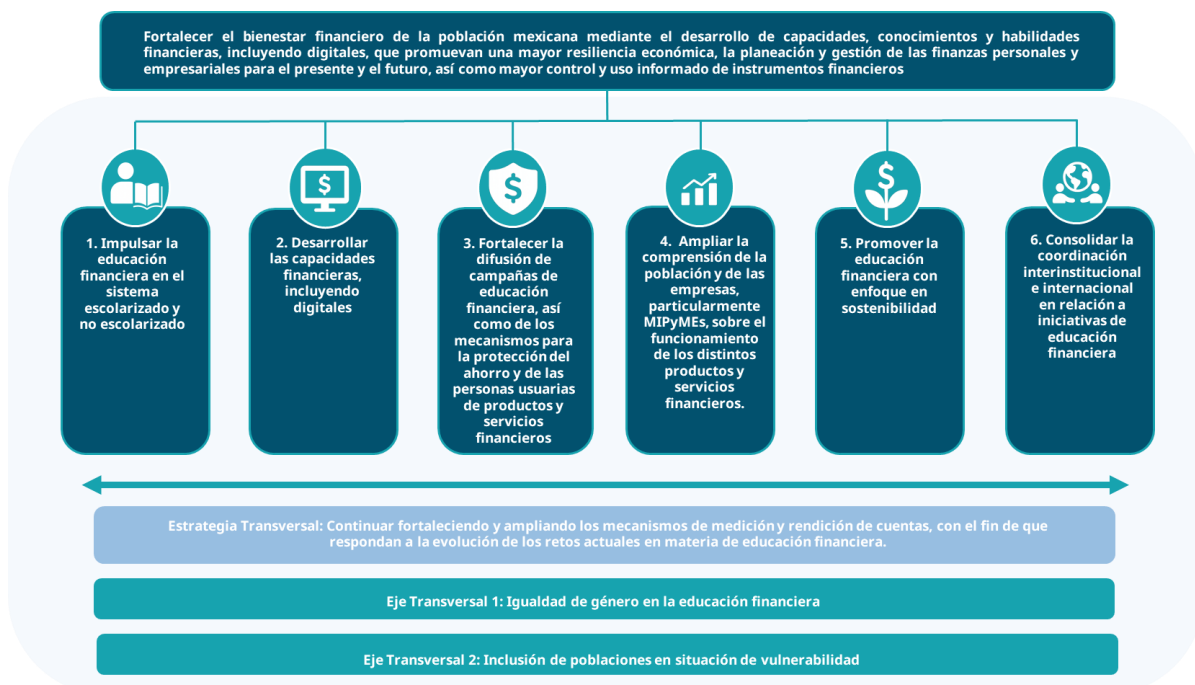 Fortalecer el bienestar financiero de la población mexicana mediante el desarrollo de capacidades, conocimientos y habilidades
financieras, incluyendo digitales, que promuevan una mayor resiliencia económica, la planeación y gestión de las finanzas personales y
empresariales para el presente y el futuro, así como mayor control y uso informado de instrumentos financieros
1. Impulsar la
educación
financiera en el
sistema
escolarizado y
no escolarizado
2. Desarrollar
las capacidades
financieras,
incluyendo
digitales
3. Fortalecer la
difusión de
campañas de
educación
financiera, así
como de los
mecanismos para
la protección del
ahorro y de las
personas usuarias
de productos y
servicios
financieros
4. Ampliar la
comprensión de la
población y de las
empresas,
particularmente
MIPyMEs, sobre el
funcionamiento
de los distintos
productos y
servicios
financieros.
5. Promover la
educación
financiera con
enfoque en
sostenibilidad
6. Consolidar la
coordinación
interinstitucional
e internacional
en relación a
iniciativas de
educación
financiera
Estrategia Transversal: Continuar fortaleciendo y ampliando los mecanismos de medición y rendición de cuentas, con el fin de que
respondan a la evolución de los retos actuales en materia de educación financiera.
Eje Transversal 1: Igualdad de género en la educación financiera
Eje Transversal 2: Inclusión de poblaciones en situación de vulnerabilidad